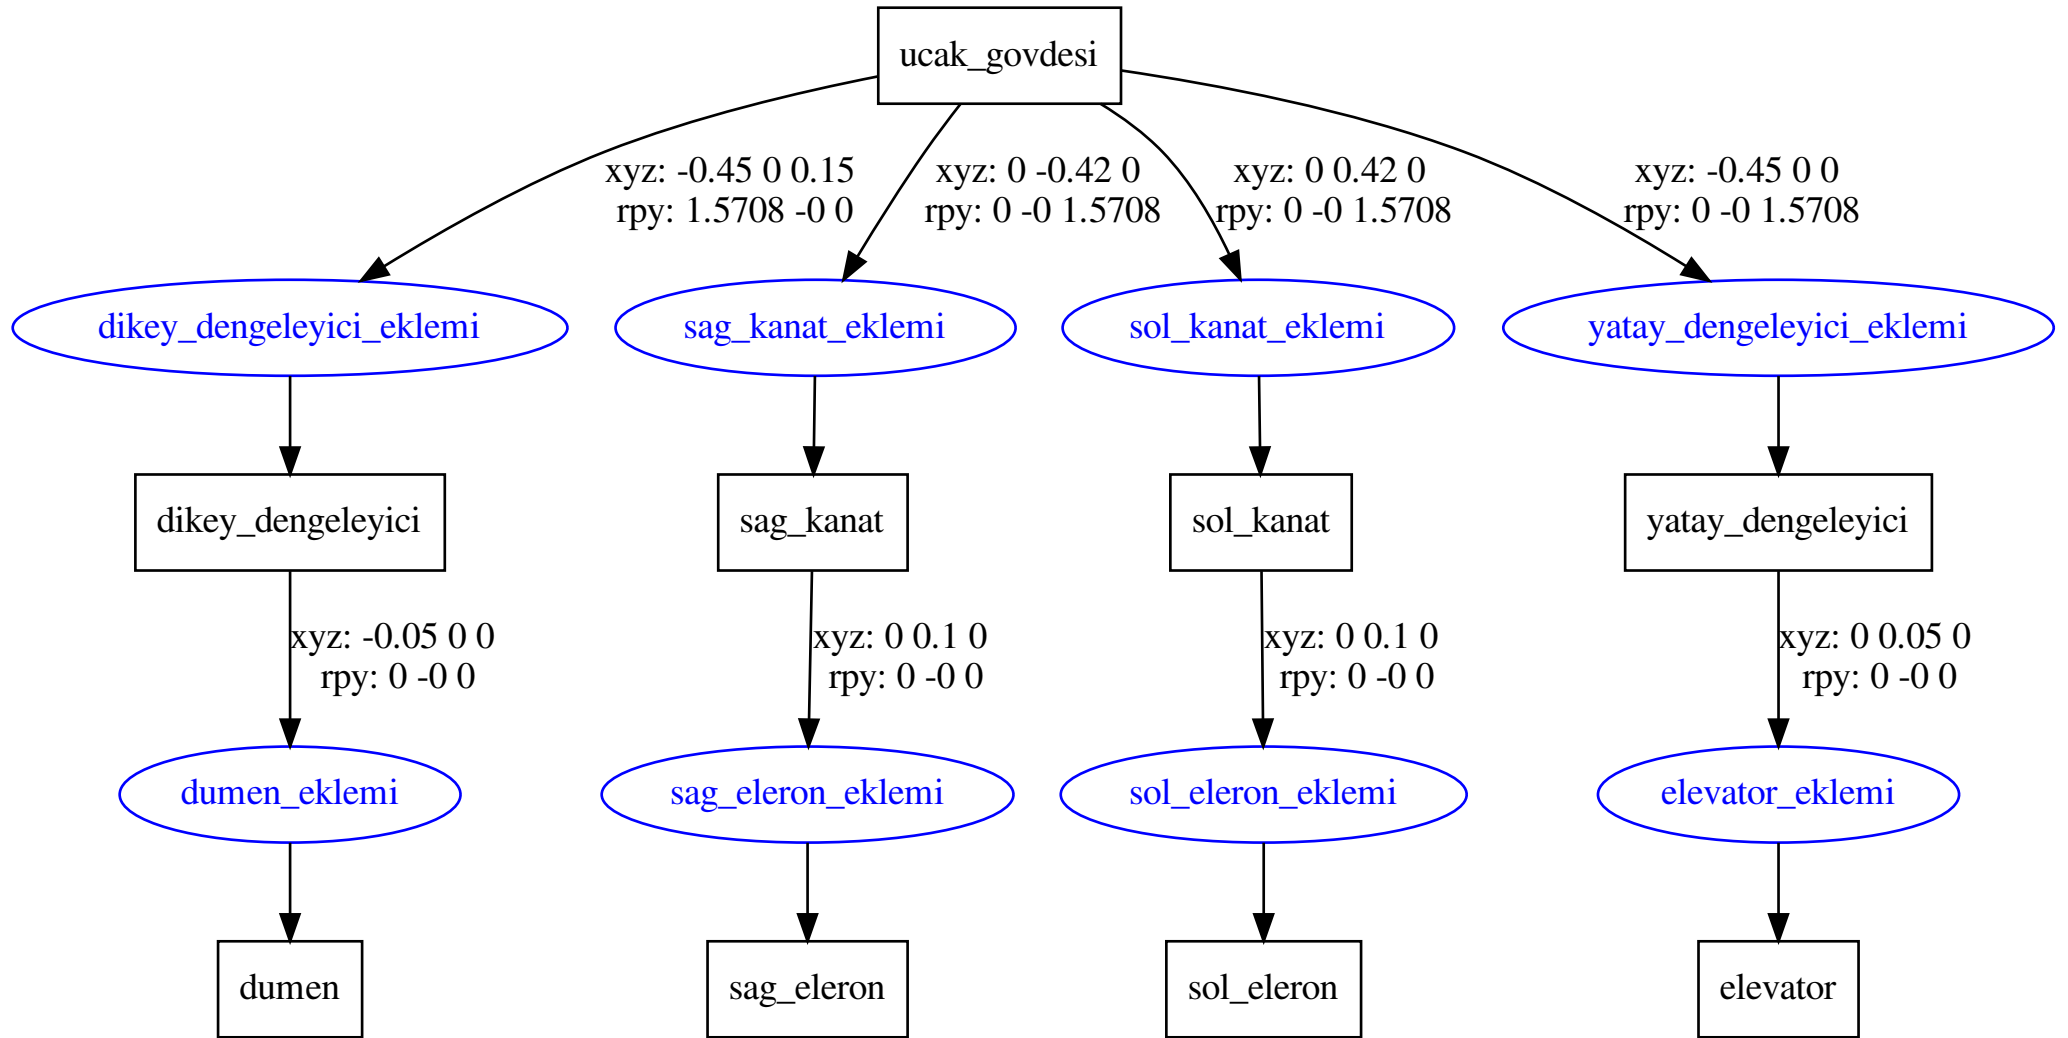 ucak_govdesi
xyz: -0.45 0 0.15
rpy: 1.5708 -0 0
xyz: 0 -0.42 0
rpy: 0 -0 1.5708
xyz: 0 0.42 0
rpy: 0 -0 1.5708
xyz: -0.45 0 0
rpy: 0 -0 1.5708
dikey_dengeleyici_eklemi
sag_kanat_eklemi
sol_kanat_eklemi
yatay_dengeleyici_eklemi
dikey_dengeleyici
sag_kanat
sol_kanat
yatay_dengeleyici
xyz: -0.05 0 0
rpy: 0 -0 0
xyz: 0 0.1 0
rpy: 0 -0 0
xyz: 0 0.1 0
rpy: 0 -0 0
xyz: 0 0.05 0
rpy: 0 -0 0
dumen_eklemi
sag_eleron_eklemi
sol_eleron_eklemi
elevator_eklemi
dumen
sag_eleron
sol_eleron
elevator